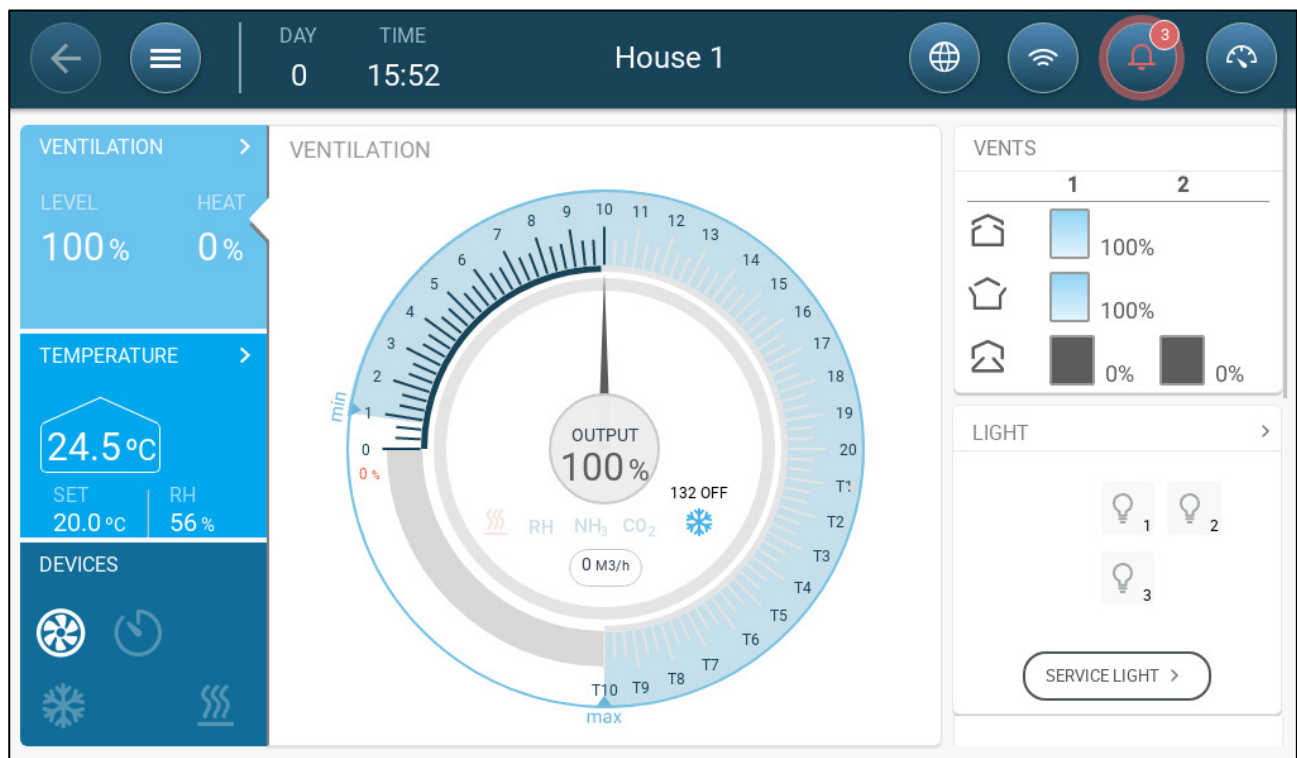 DAY TIME
0 15:52
House 1
3
VENTILATION >
LEVEL HEAT
100% 0%
TEMPERATURE >
24.5 ºC
SET RH
20.0 ºC 56 %
DEVICES
VENTILATION
min
0 1 2 3 4 5 6 7 8 9 10 11 12 13 14 15 16 17 18 19 20 T1 T2 T3 T4 T5 T6 T7 T8 T9 T10
0 %
max
OUTPUT
100 %
132 OFF
RH NH3 CO2
0 M3/h
VENTS
1 2
100%
100%
0% 0%
LIGHT >
1 2
3
SERVICE LIGHT >